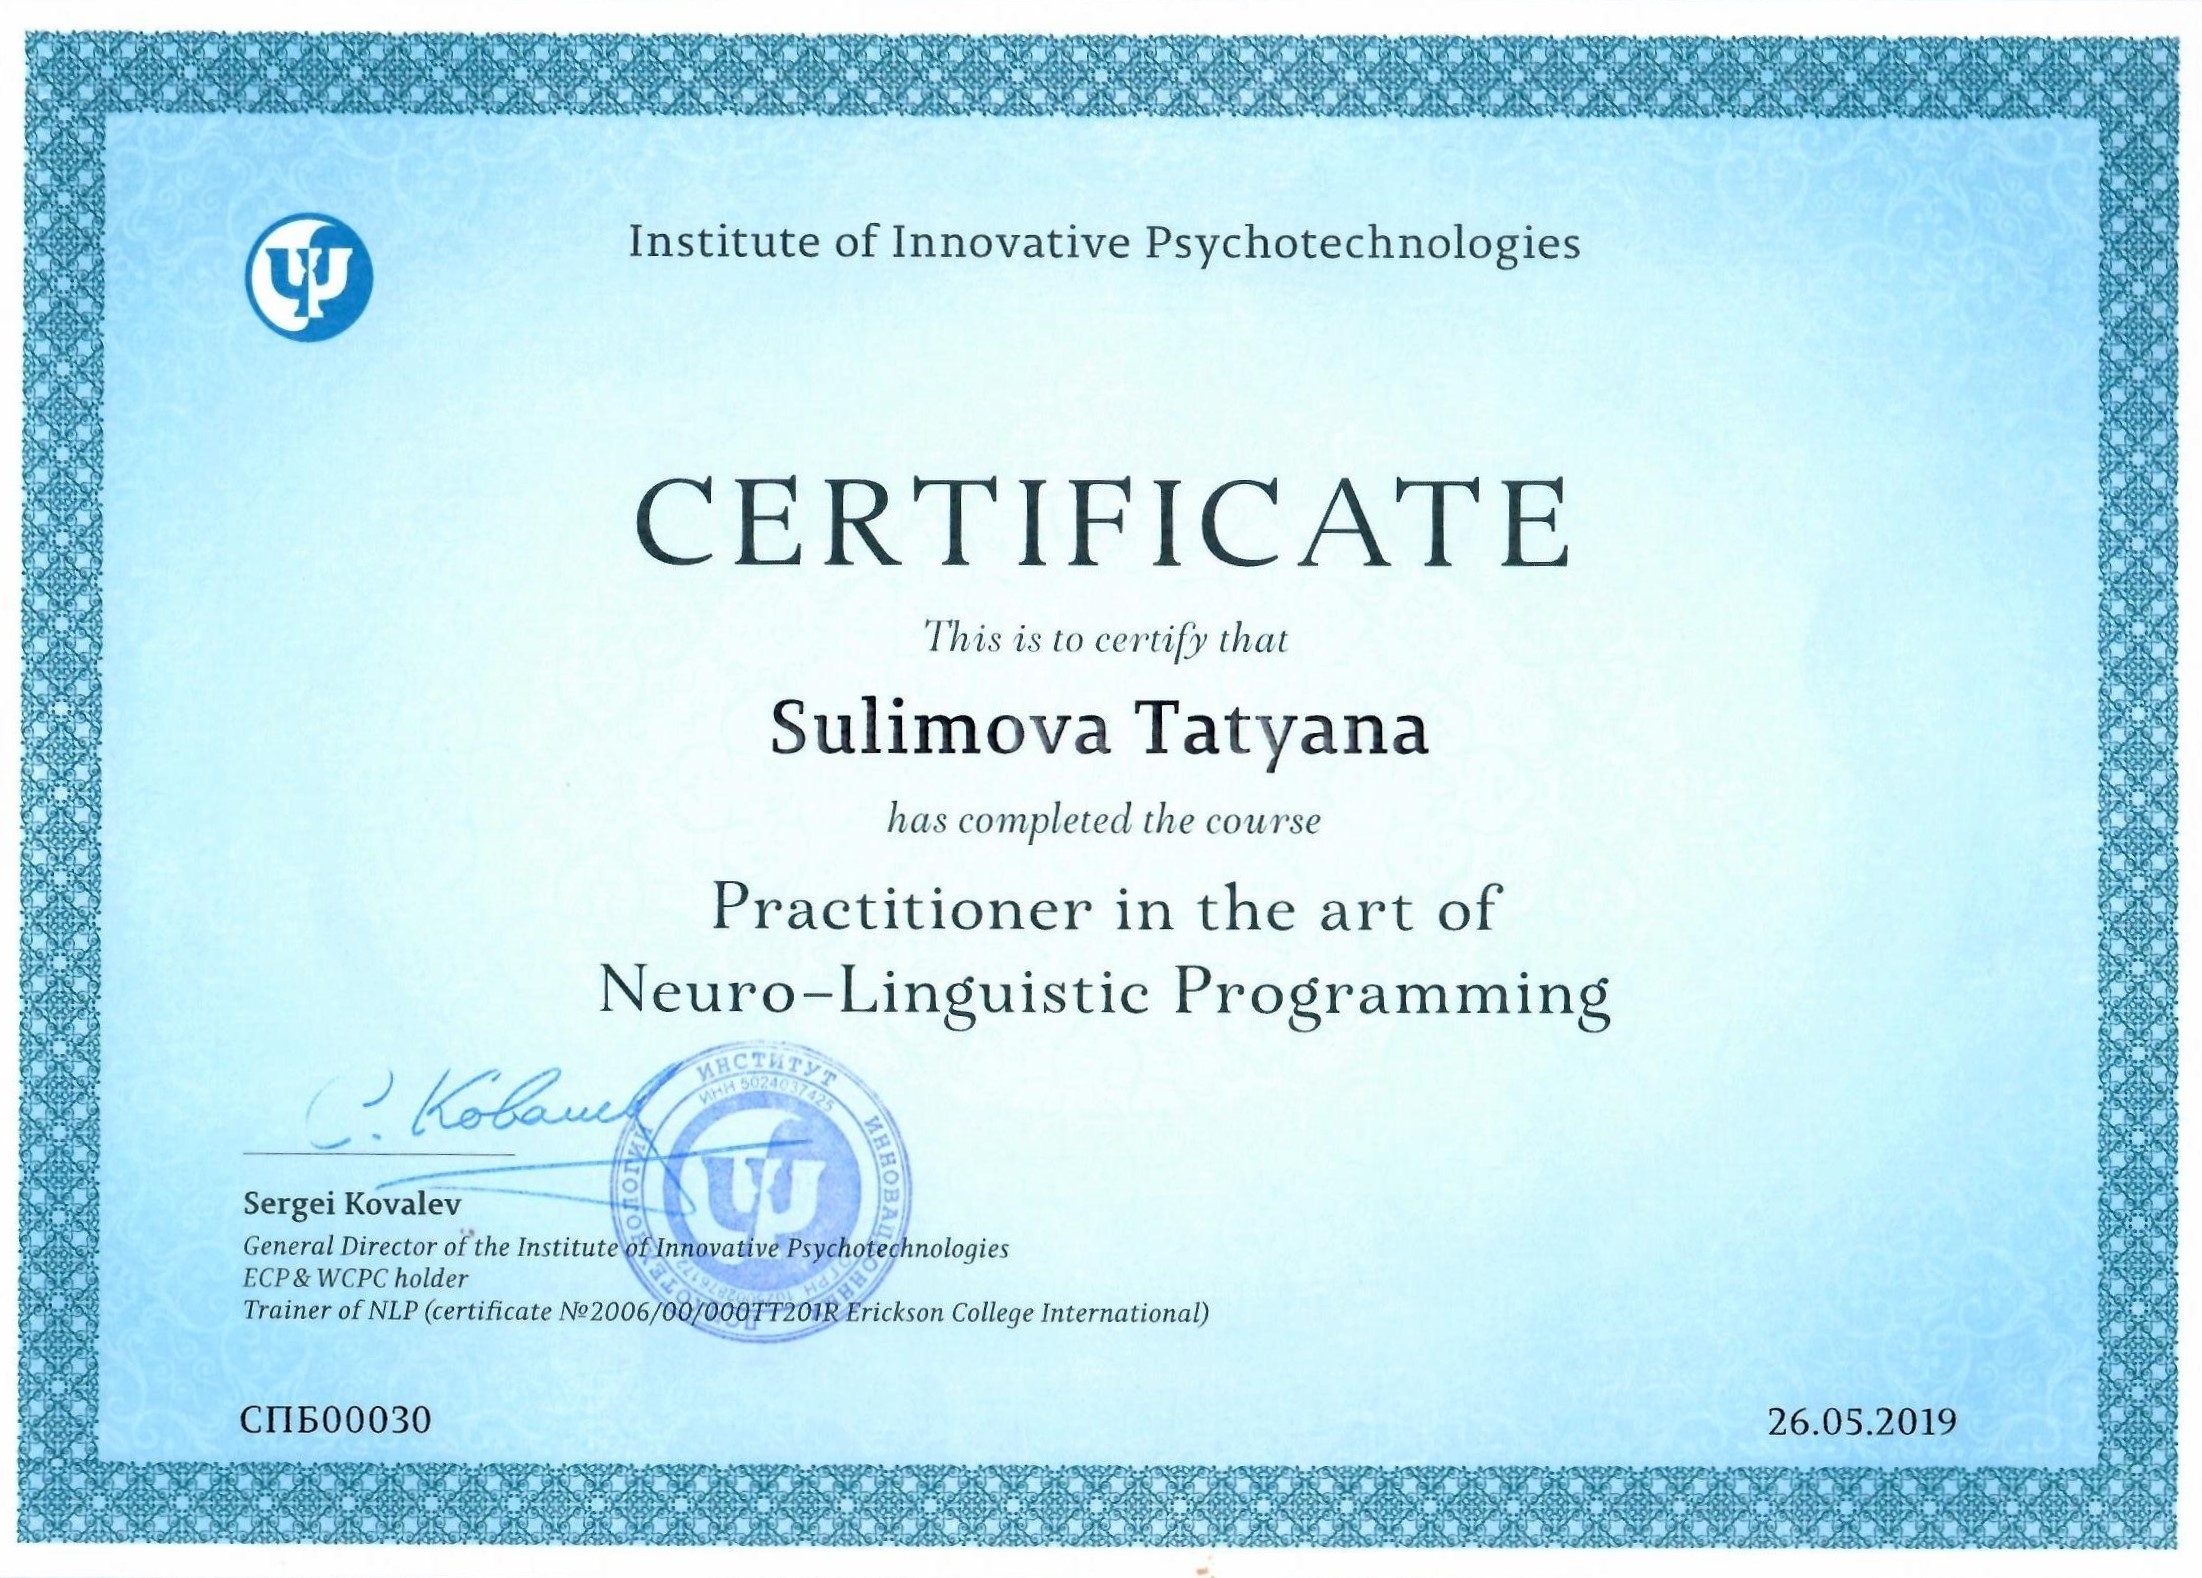 Institute of Innovative Psychotechnologies
CERTIFICATE
This is to certify that
Sulimova Tatyana
has completed the course
Practitioner in the art of
Neuro–Linguistic Programming
С. Ковалев
ИНСТИТУТ ИННОВАЦИОННЫХ ПСИХОТЕХНОЛОГИЙ
ИНН 5024037425
ОГРН
Sergei Kovalev
General Director of the Institute of Innovative Psychotechnologies
ECP & WCPC holder
Trainer of NLP (certificate №2006/00/000TT201R Erickson College International)
СПБ00030
26.05.2019